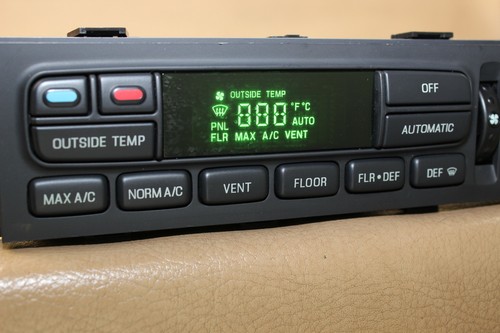 OUTSIDE TEMP
888 °F °C
PNL AUTO
FLR MAX A/C VENT
OFF
AUTOMATIC
OUTSIDE TEMP
MAX A/C NORM A/C VENT FLOOR FLR•DEF DEF